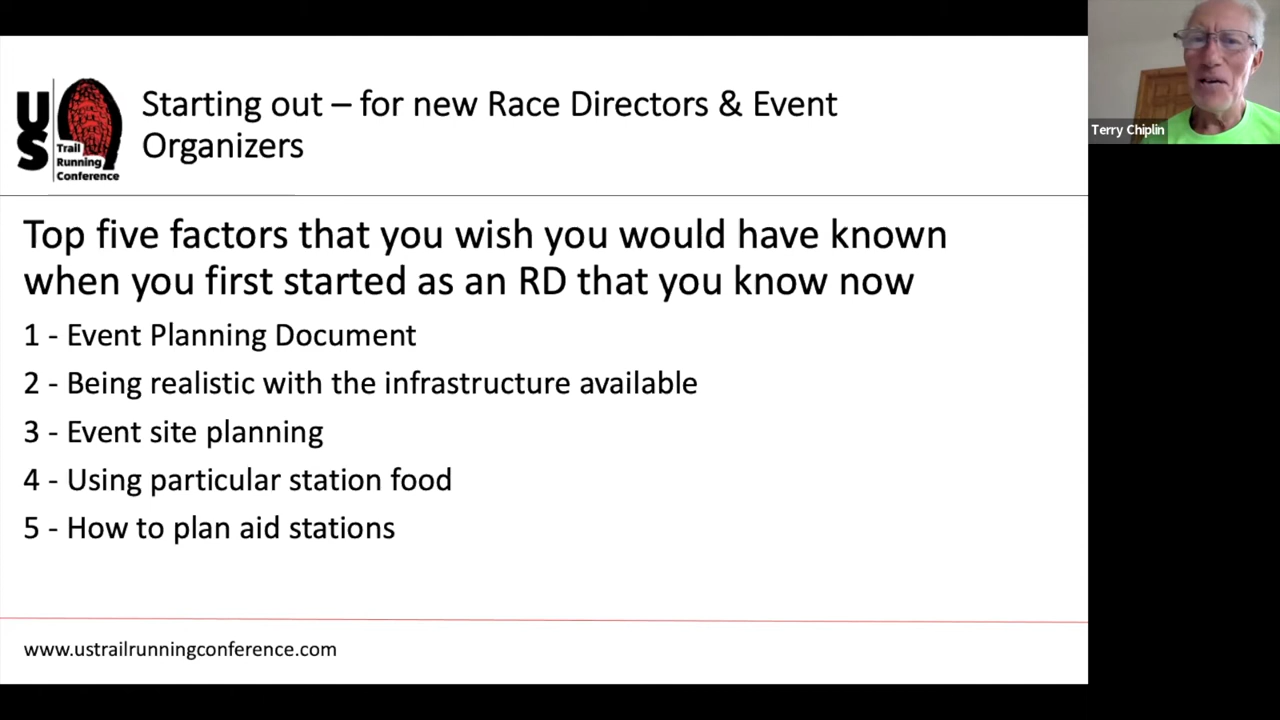 US
Trail
Running
Conference
Starting out – for new Race Directors & Event
Organizers
Terry Chiplin
Top five factors that you wish you would have known
when you first started as an RD that you know now
1 - Event Planning Document
2 - Being realistic with the infrastructure available
3 - Event site planning
4 - Using particular station food
5 - How to plan aid stations
www.ustrailrunningconference.com